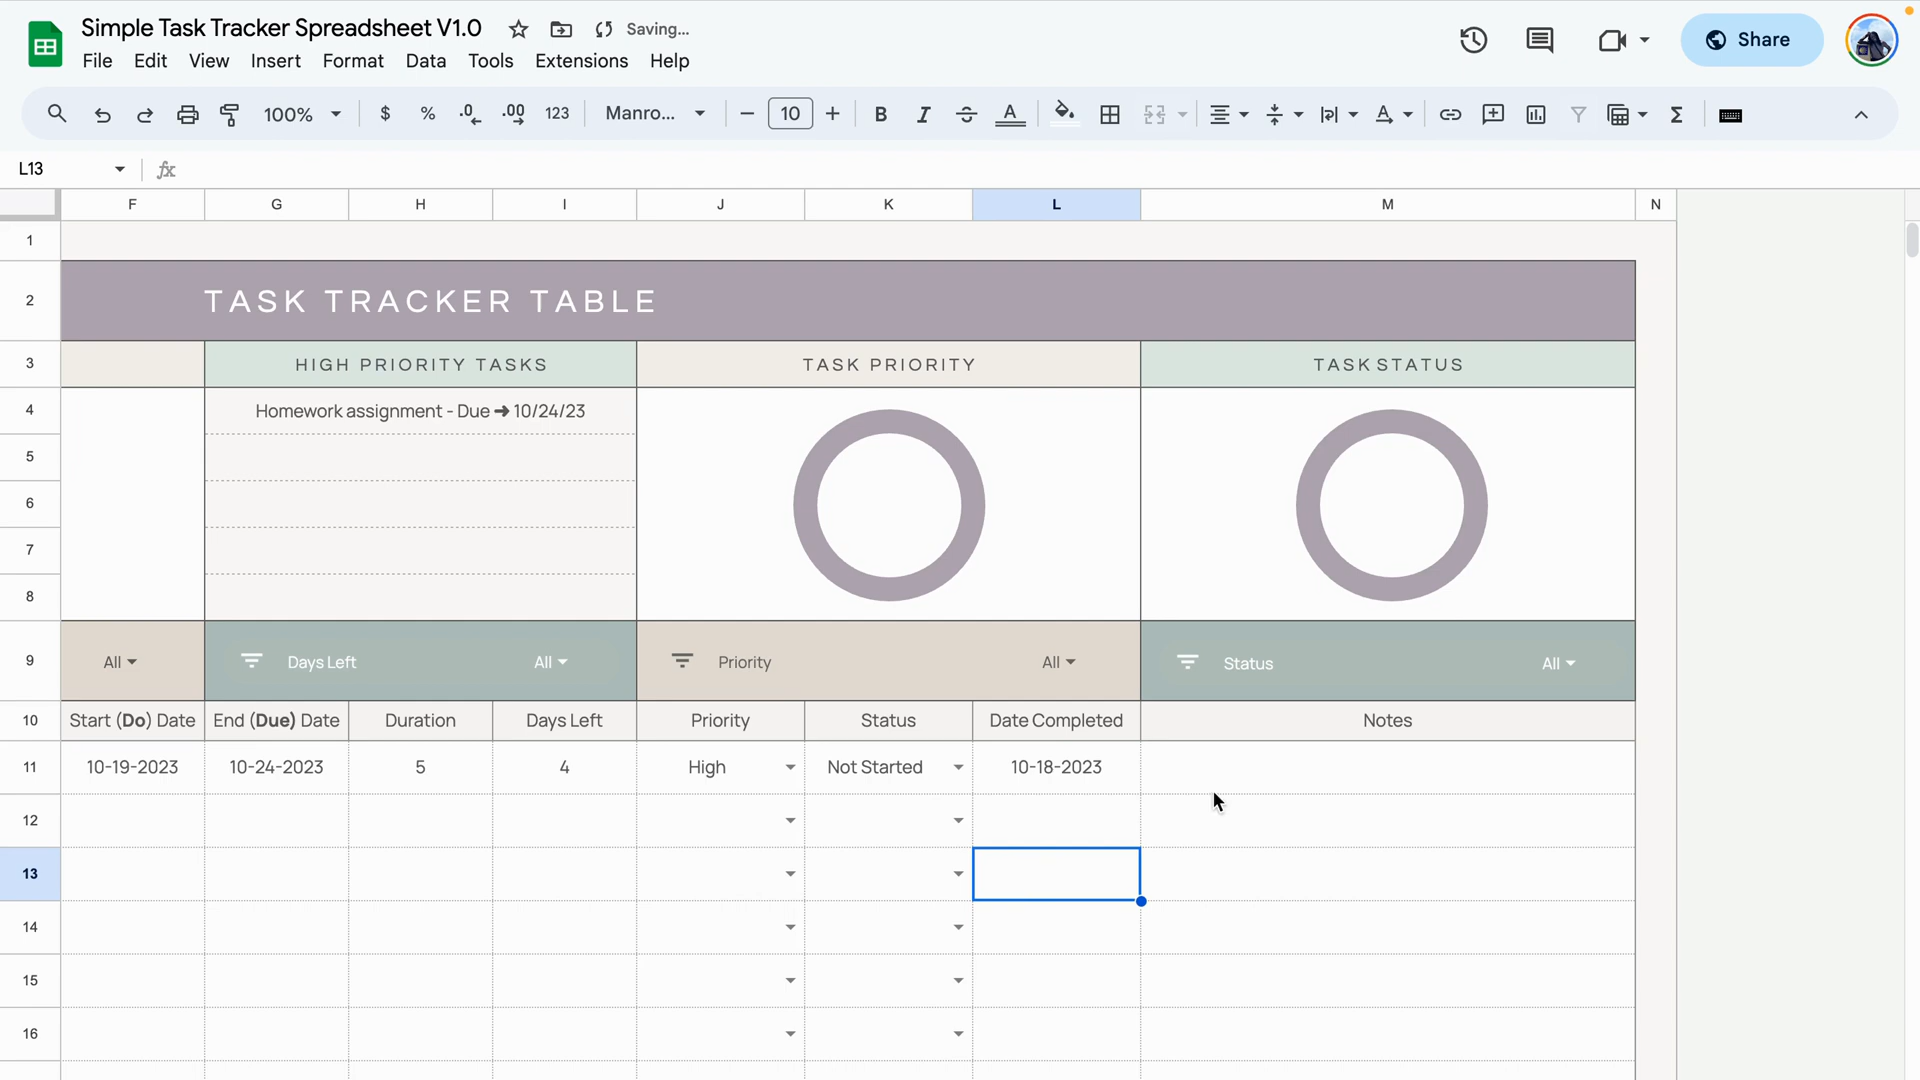 Simple Task Tracker Spreadsheet V1.0 Saving...
File Edit View Insert Format Data Tools Extensions Help
Share
100% $ % .0 .00 123 Manro... − 10 + B I S A A Σ
L13 fx
F G H I J K L M N
1
2 TASK TRACKER TABLE
3 HIGH PRIORITY TASKS TASK PRIORITY TASK STATUS
4 Homework assignment - Due ➜ 10/24/23
5
6
7
8
9 All Days Left All Priority All Status All
10 Start (Do) Date End (Due) Date Duration Days Left Priority Status Date Completed Notes
11 10-19-2023 10-24-2023 5 4 High Not Started 10-18-2023
12
13
14
15
16